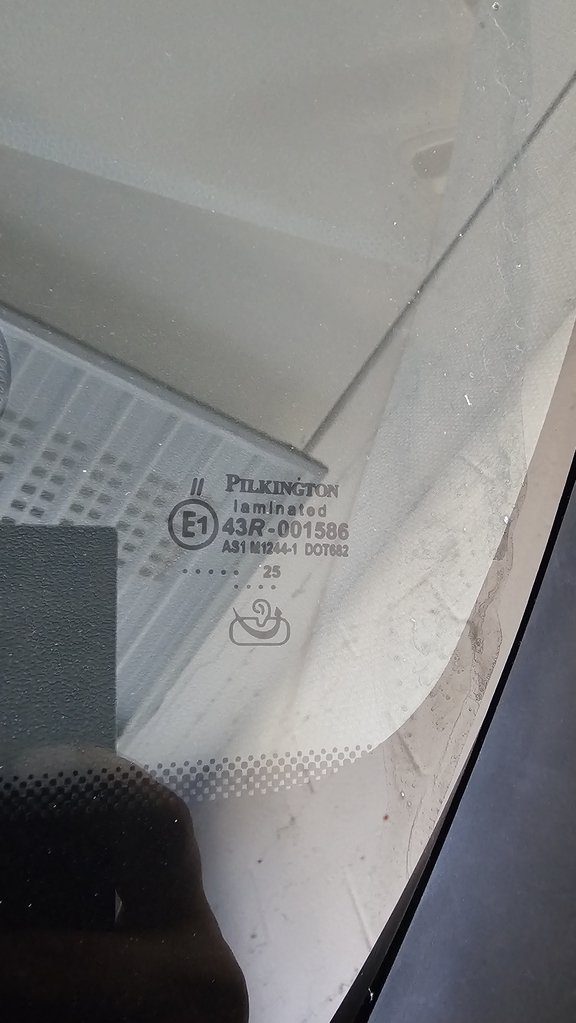 II PILKINGTON
laminated
E1 43R-001586
AS1 M1244-1 DOT682
..... 25
....